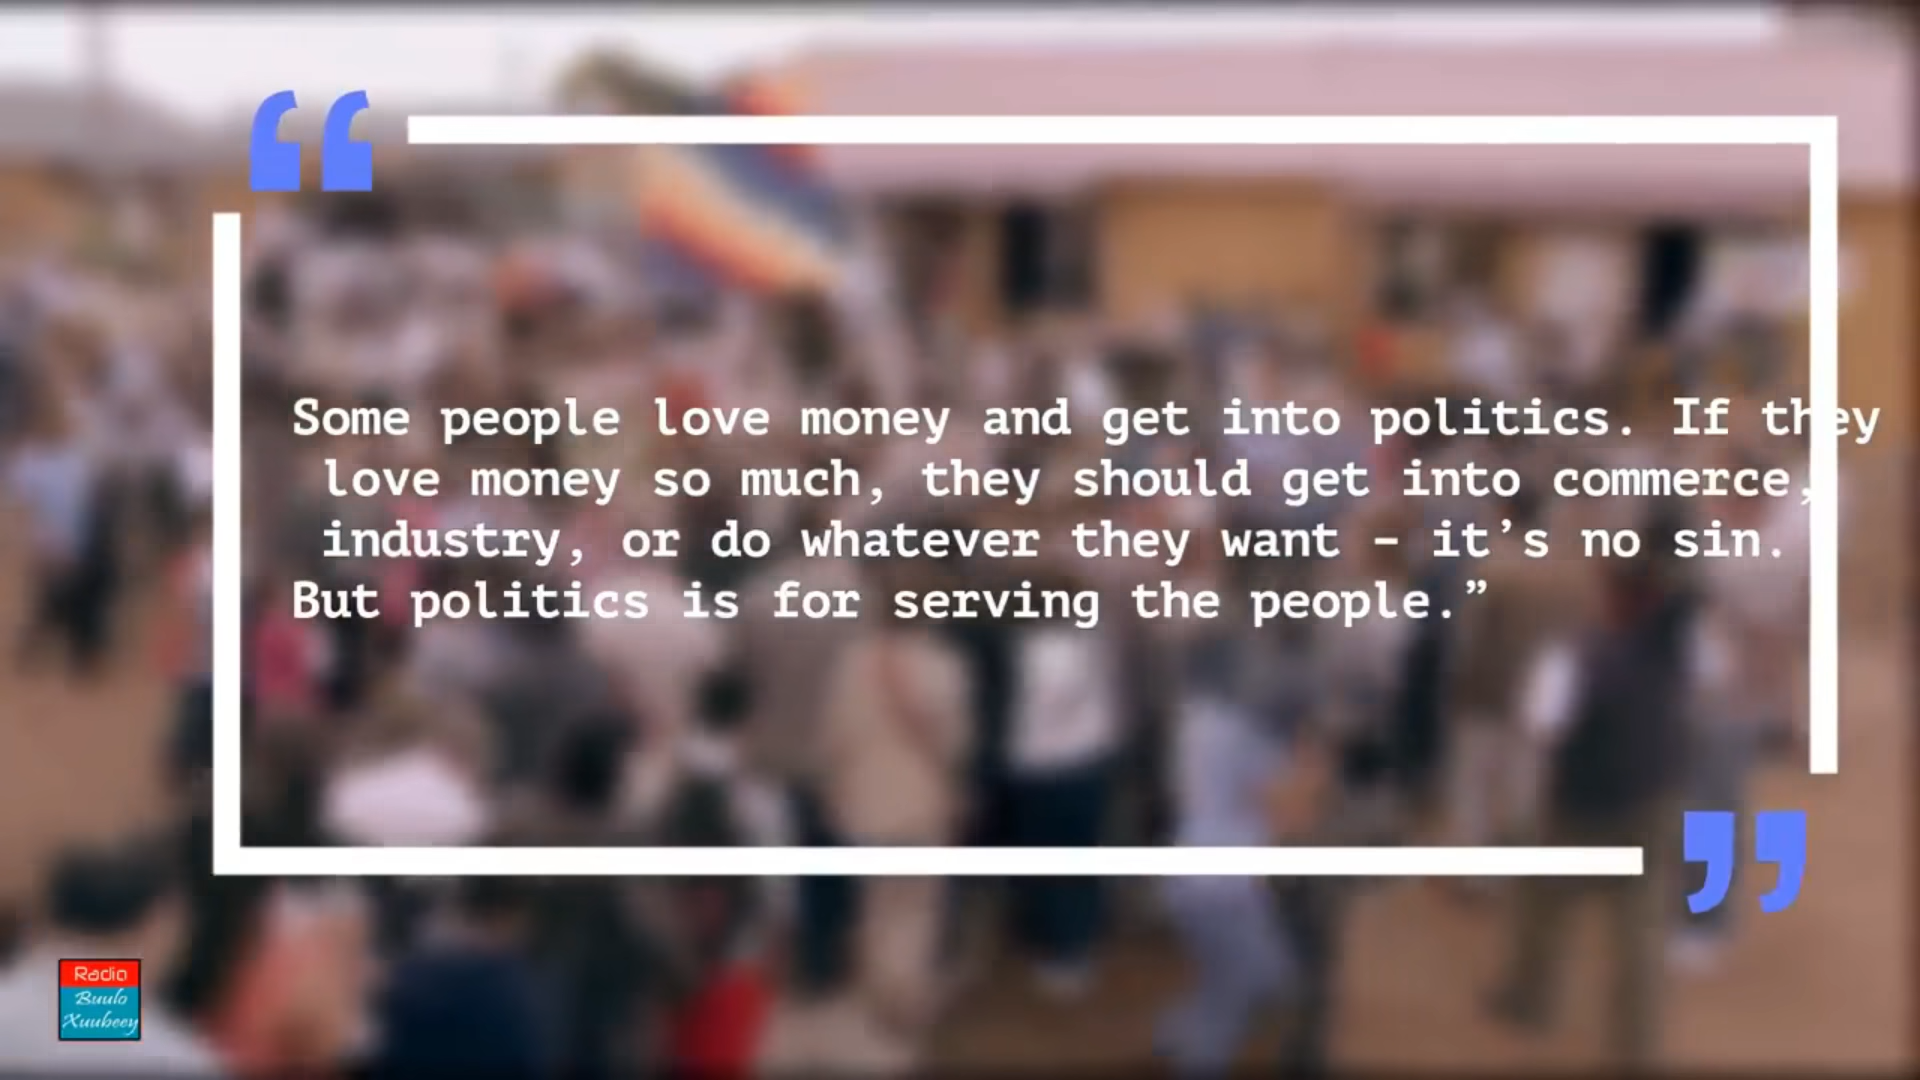 Some people love money and get into politics. If they
love money so much, they should get into commerce,
industry, or do whatever they want – it’s no sin.
But politics is for serving the people.”
Radio
Buulo
Xuubeey